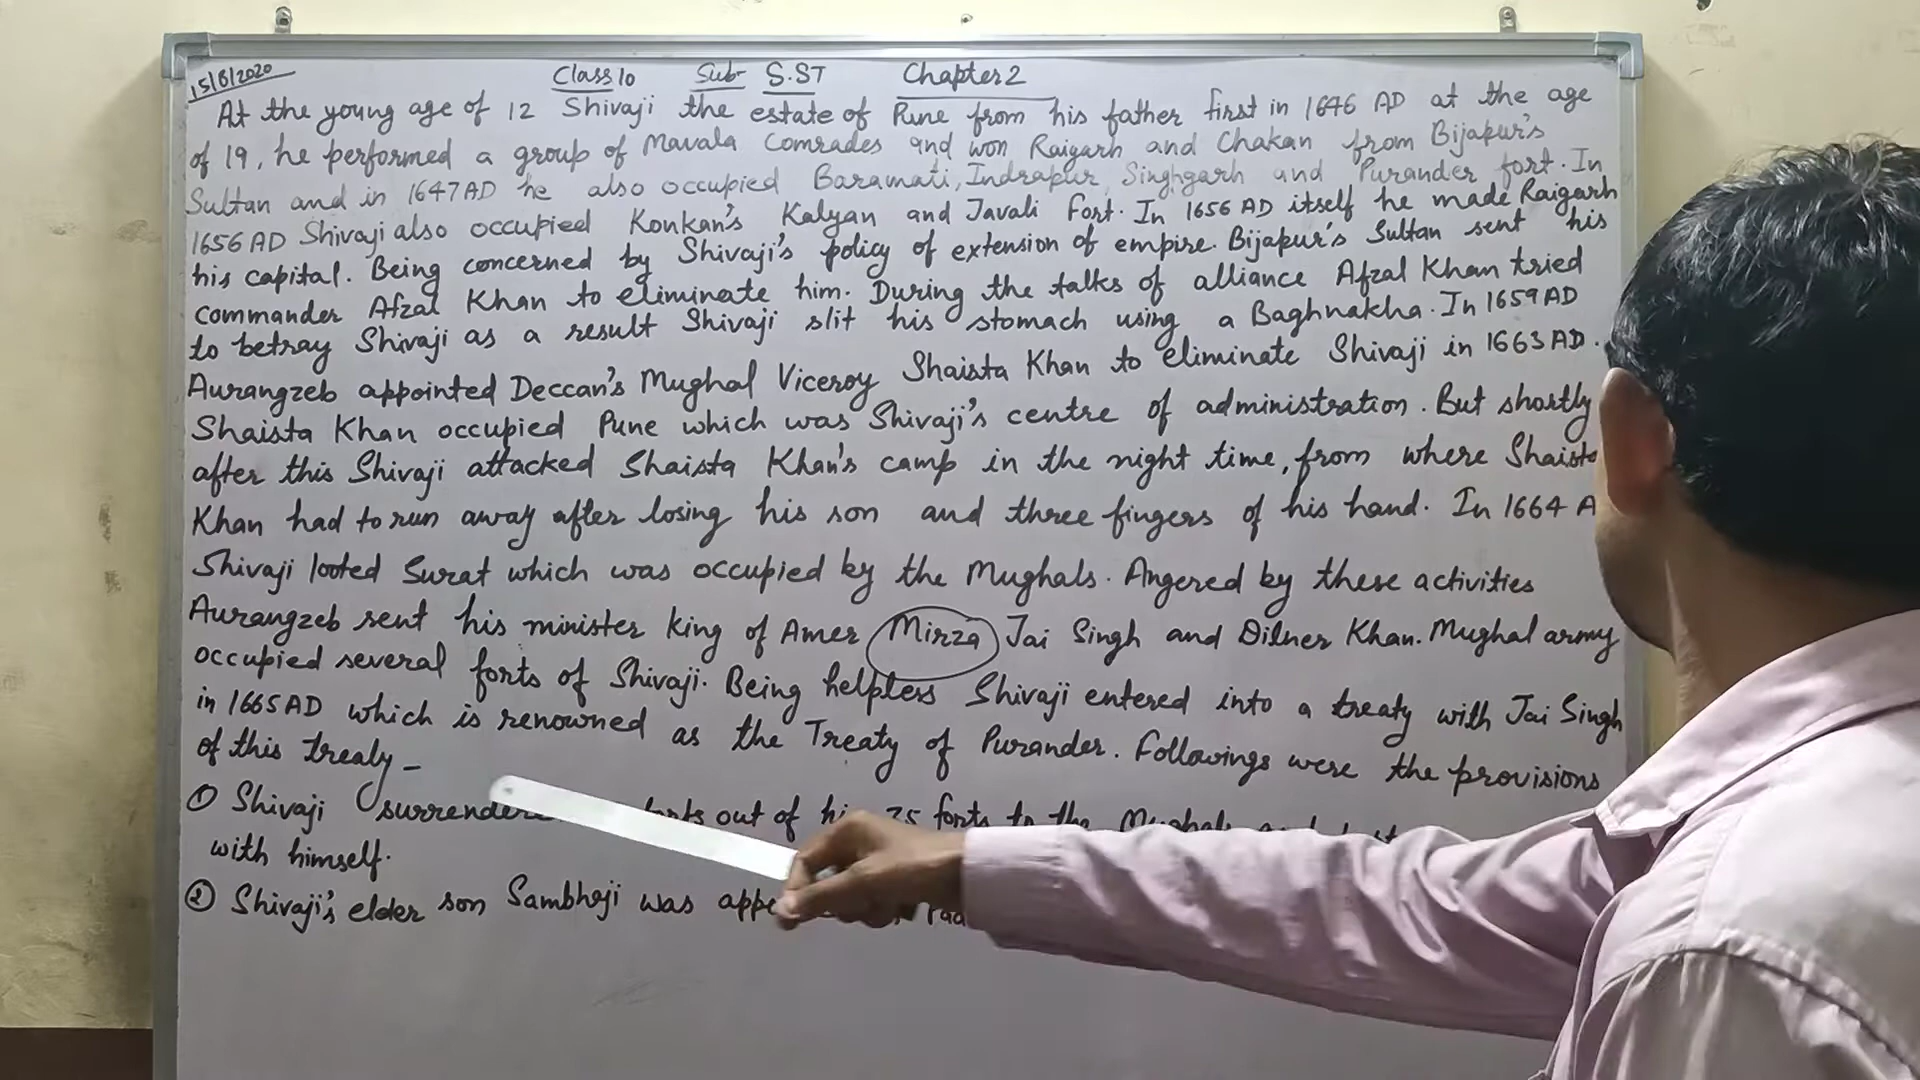 15/8/2020
Class 10 Sub- S.ST Chapter 2
At the young age of 12 Shivaji the estate of Pune from his father first in 1646 AD at the age
of 19, he performed a group of Mavala Comrades and won Raigarh and Chakan from Bijapur's
Sultan and in 1647 AD he also occupied Baramati, Indrapur, Singhgarh and Purander fort. In
1656 AD Shivaji also occupied Konkan's Kalyan and Javali Fort. In 1656 AD itself he made Raigarh
his capital. Being concerned by Shivaji's policy of extension of empire. Bijapur's Sultan sent his
commander Afzal Khan to eliminate him. During the talks of alliance Afzal Khan tried
to betray Shivaji as a result Shivaji slit his stomach using a Baghnakha. In 1659 AD
Aurangzeb appointed Deccan's Mughal Viceroy Shaista Khan to eliminate Shivaji in 1663 AD.
Shaista Khan occupied Pune which was Shivaji's centre of administration. But shortly
after this Shivaji attacked Shaista Khan's camp in the night time, from where Shaista
Khan had to run away after losing his son and three fingers of his hand. In 1664 A
Shivaji looted Surat which was occupied by the Mughals. Angered by these activities
Aurangzeb sent his minister king of Amer Mirza Jai Singh and Dilner Khan. Mughal army
occupied several forts of Shivaji. Being helpless Shivaji entered into a treaty with Jai Singh
in 1665 AD which is renowned as the Treaty of Purander. Followings were the provisions
of this treaty -
① Shivaji out of forts to the
with himself.
② Shivaji's elder son Sambhaji was